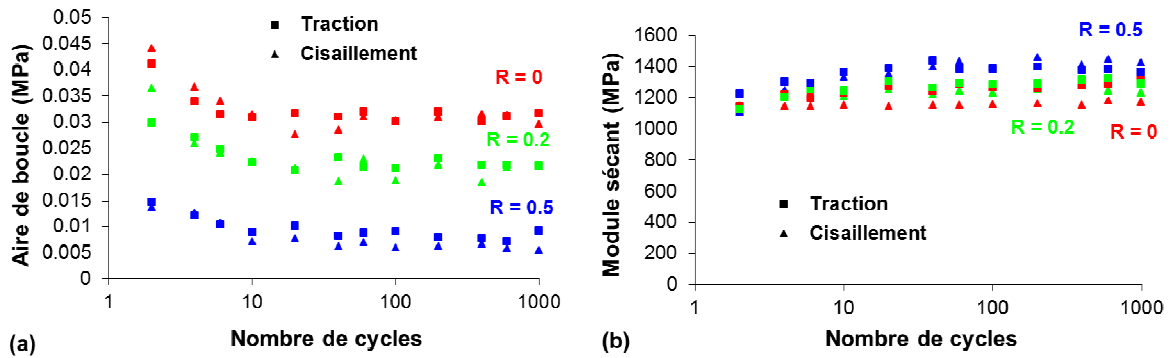 0.05
0.045
0.04
0.035
0.03
0.025
0.02
0.015
0.01
0.005
0
Aire de boucle (MPa)
Traction
Cisaillement
R = 0
R = 0.2
R = 0.5
1
10
100
1000
Nombre de cycles
(a)
1600
1400
1200
1000
800
600
400
200
0
Module sécant (MPa)
R = 0.5
R = 0.2
R = 0
Traction
Cisaillement
1
10
100
1000
Nombre de cycles
(b)